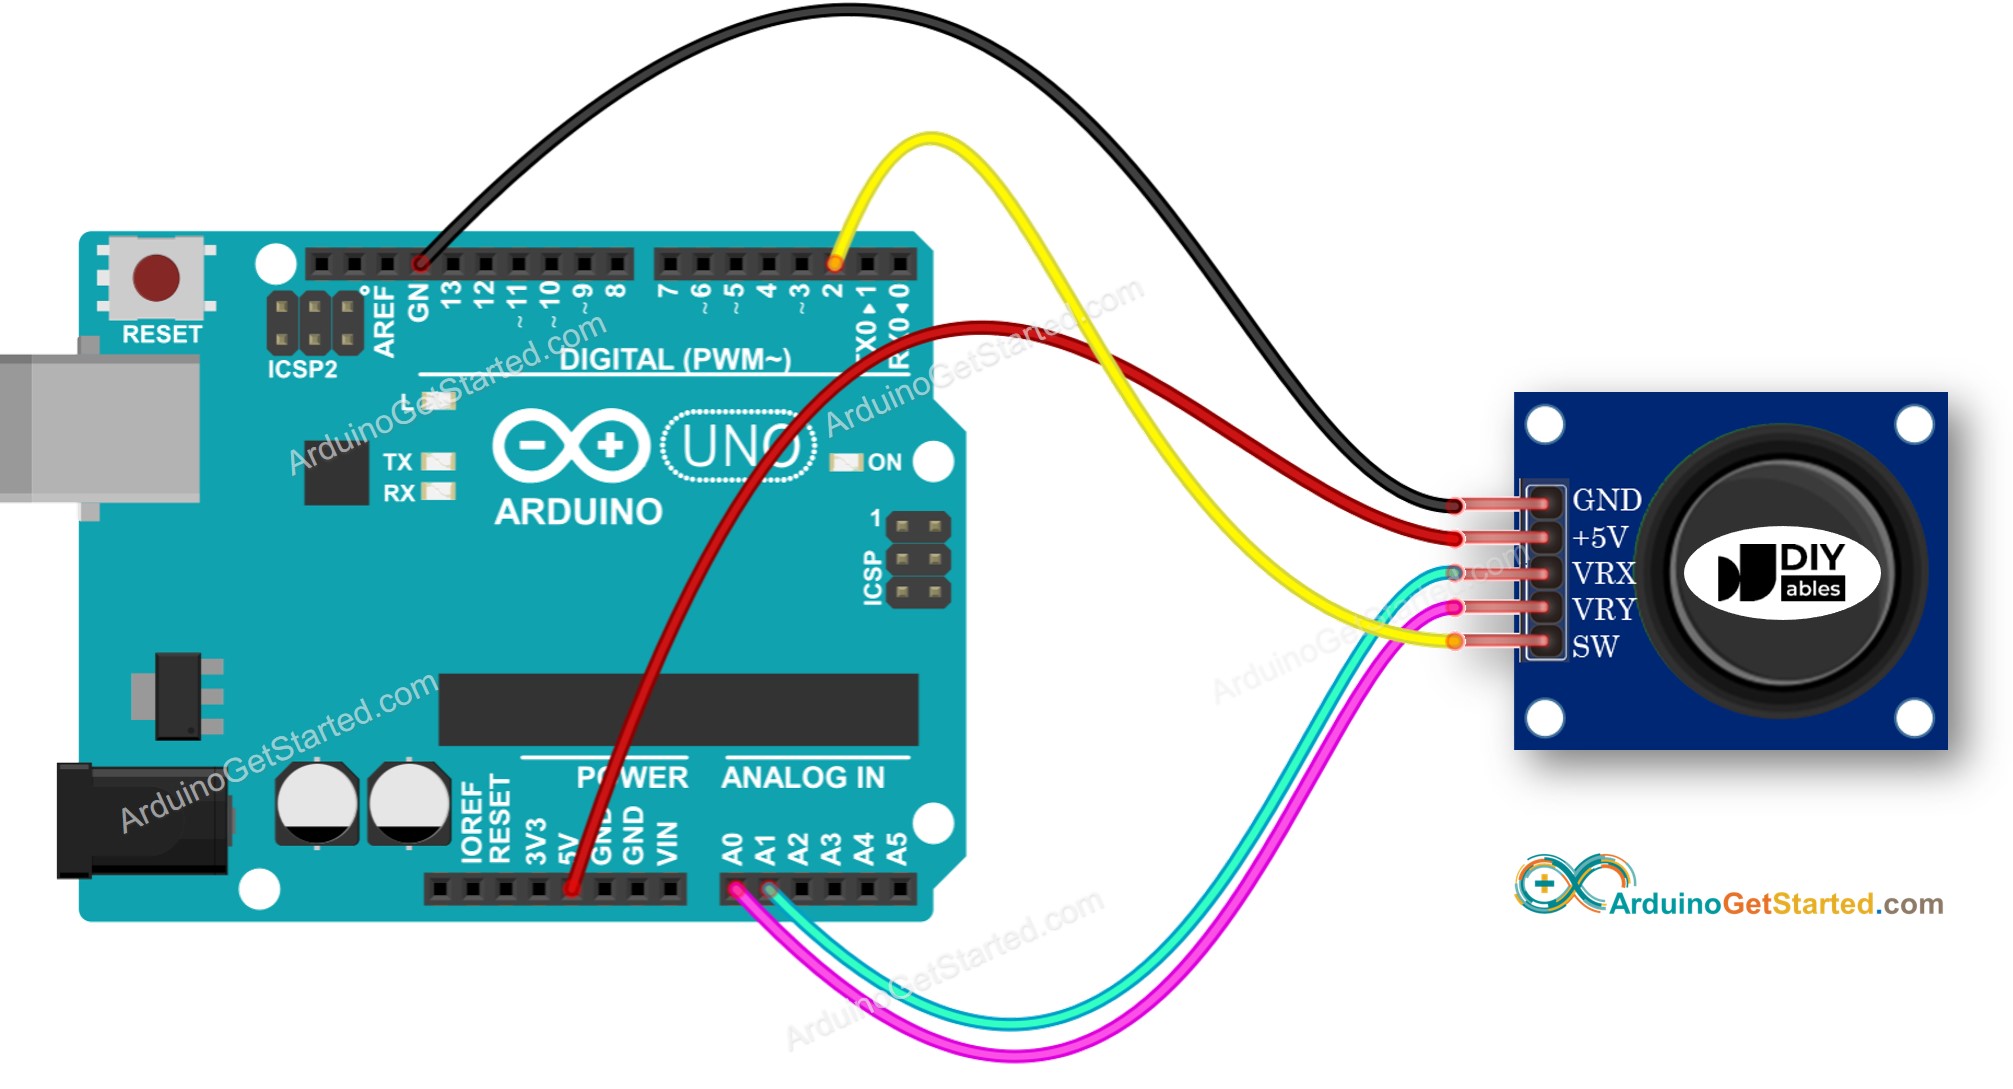 RESET
ICSP2
AREF
GN
13
12
~11
~10
~9
8
7
~6
~5
4
~3
2
TX0▸1
RX0◂0
DIGITAL (PWM~)
L
TX
RX
UNO
ON
ARDUINO
1
ICSP
POWER
ANALOG IN
IOREF
RESET
3V3
5V
GND
GND
VIN
A0
A1
A2
A3
A4
A5
GND
+5V
VRX
VRY
SW
DIY
ables
ArduinoGetStarted.com
ArduinoGetStarted.com
ArduinoGetStarted.com
ArduinoGetStarted.com
ArduinoGetStarted.com
ArduinoGetStarted.com